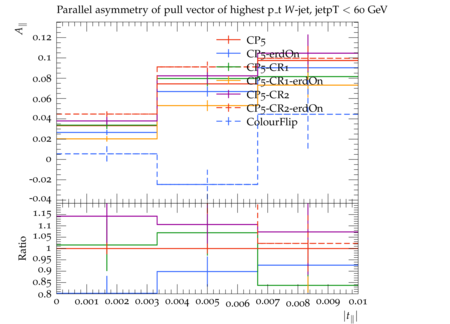 Parallel asymmetry of pull vector of highest p_t W-jet, jetpT < 60 GeV
A∥
0.12
0.1
0.08
0.06
0.04
0.02
0
-0.02
-0.04
CP5
CP5-erdOn
CP5-CR1
CP5-CR1-erdOn
CP5-CR2
CP5-CR2-erdOn
ColourFlip
Ratio
1.15
1.1
1.05
1
0.95
0.9
0.85
0.8
0 0.001 0.002 0.003 0.004 0.005 0.006 0.007 0.008 0.009 0.01
|t∥|